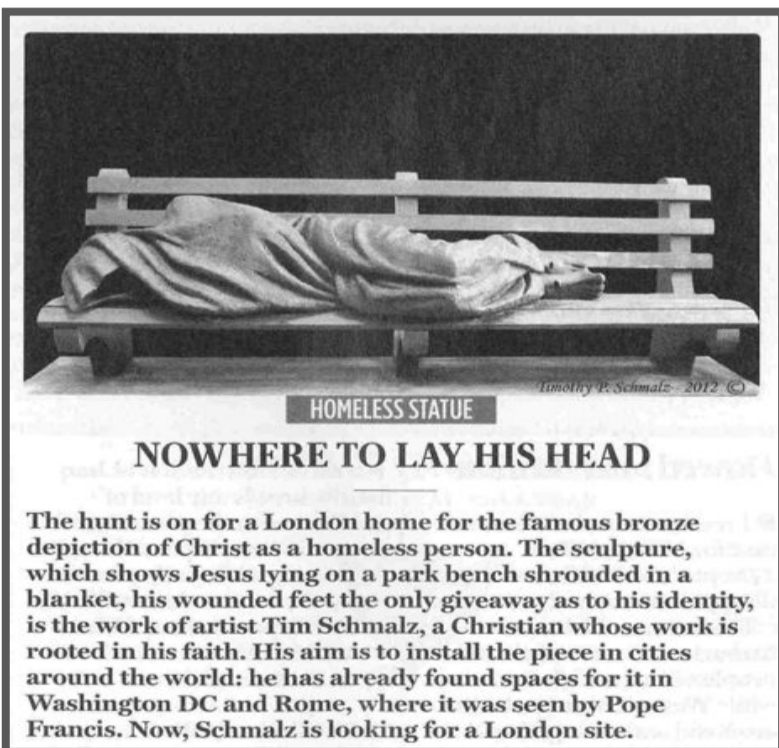 Timothy P. Schmalz 2012 ©
HOMELESS STATUE
NOWHERE TO LAY HIS HEAD
The hunt is on for a London home for the famous bronze
depiction of Christ as a homeless person. The sculpture,
which shows Jesus lying on a park bench shrouded in a
blanket, his wounded feet the only giveaway as to his identity,
is the work of artist Tim Schmalz, a Christian whose work is
rooted in his faith. His aim is to install the piece in cities
around the world: he has already found spaces for it in
Washington DC and Rome, where it was seen by Pope
Francis. Now, Schmalz is looking for a London site.